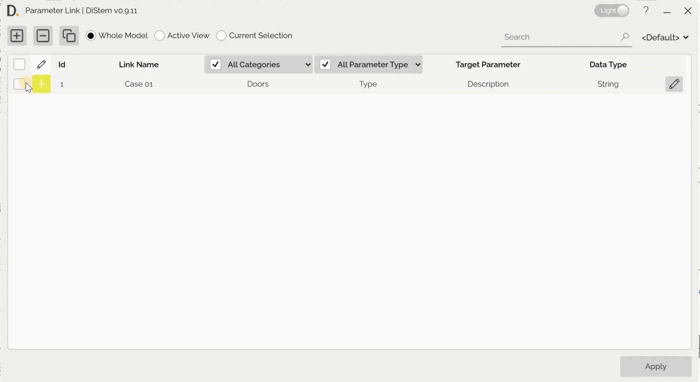 D. Parameter Link | DiStem v0.9.11 Light ?
Whole Model Active View Current Selection Search <Default>
Id Link Name All Categories All Parameter Type Target Parameter Data Type
1 Case 01 Doors Type Description String
Apply